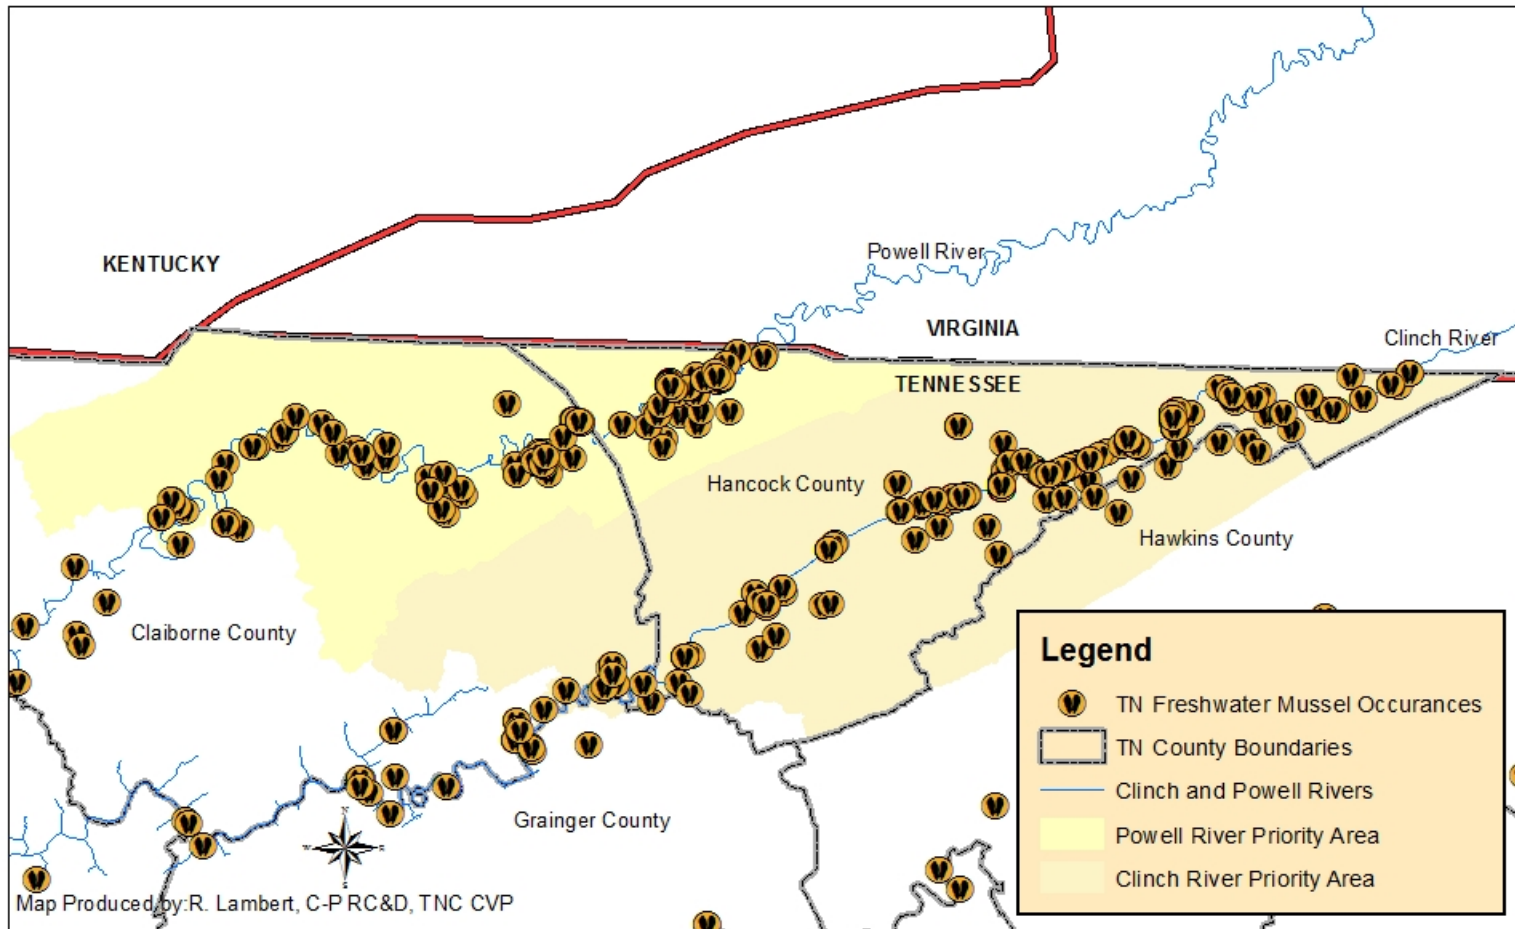 Powell River
KENTUCKY
VIRGINIA
Clinch River
TENNESSEE
Hancock County
Hawkins County
Claiborne County
Grainger County
Legend
TN Freshwater Mussel Occurances
TN County Boundaries
Clinch and Powell Rivers
Powell River Priority Area
Clinch River Priority Area
N
W
E
S
Map Produced by:R. Lambert, C-P RC&D, TNC CVP